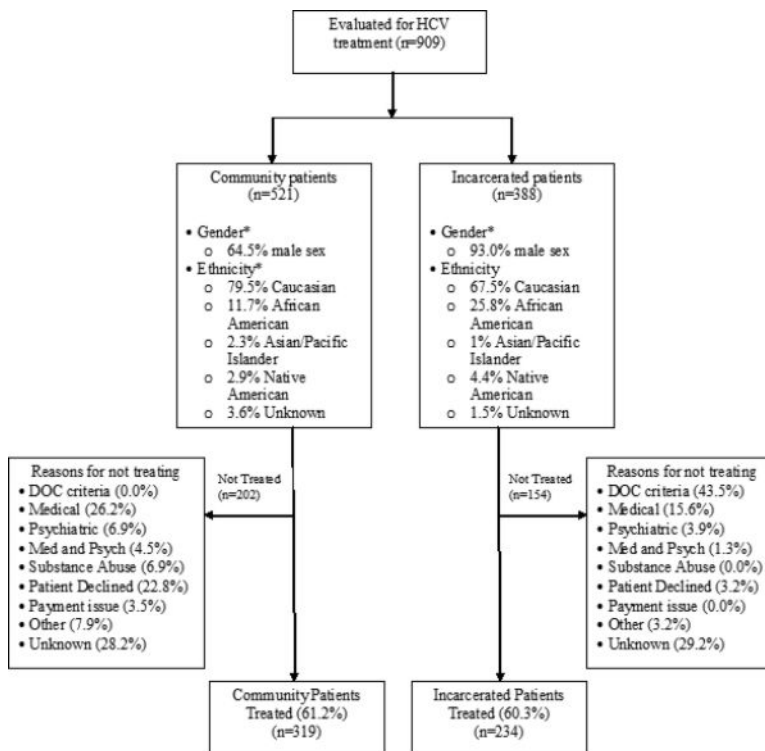 Evaluated for HCV
treatment (n=909)
Community patients
(n=521)
• Gender*
o 64.5% male sex
• Ethnicity*
o 79.5% Caucasian
o 11.7% African
American
o 2.3% Asian/Pacific
Islander
o 2.9% Native
American
o 3.6% Unknown
Incarcerated patients
(n=388)
• Gender*
o 93.0% male sex
• Ethnicity
o 67.5% Caucasian
o 25.8% African
American
o 1% Asian/Pacific
Islander
o 4.4% Native
American
o 1.5% Unknown
Reasons for not treating
• DOC criteria (0.0%)
• Medical (26.2%)
• Psychiatric (6.9%)
• Med and Psych (4.5%)
• Substance Abuse (6.9%)
• Patient Declined (22.8%)
• Payment issue (3.5%)
• Other (7.9%)
• Unknown (28.2%)
Not Treated
(n=202)
Not Treated
(n=154)
Reasons for not treating
• DOC criteria (43.5%)
• Medical (15.6%)
• Psychiatric (3.9%)
• Med and Psych (1.3%)
• Substance Abuse (0.0%)
• Patient Declined (3.2%)
• Payment issue (0.0%)
• Other (3.2%)
• Unknown (29.2%)
Community Patients
Treated (61.2%)
(n=319)
Incarcerated Patients
Treated (60.3%)
(n=234)